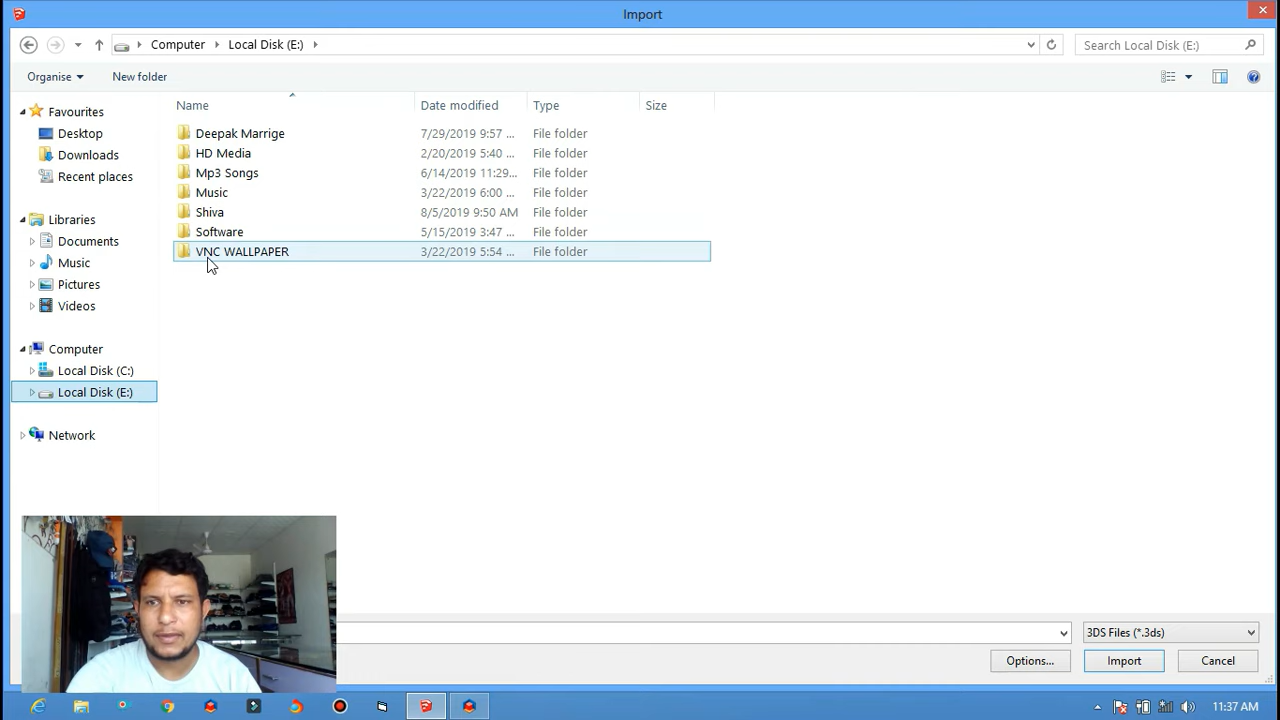 Import
Computer Local Disk (E:) Search Local Disk (E:)
Organise New folder
Name Date modified Type Size
Favourites
Desktop
Downloads
Recent places
Libraries
Documents
Music
Pictures
Videos
Computer
Local Disk (C:)
Local Disk (E:)
Network
Deepak Marrige 7/29/2019 9:57 ... File folder
HD Media 2/20/2019 5:40 ... File folder
Mp3 Songs 6/14/2019 11:29... File folder
Music 3/22/2019 6:00 ... File folder
Shiva 8/5/2019 9:50 AM File folder
Software 5/15/2019 3:47 ... File folder
VNC WALLPAPER 3/22/2019 5:54 ... File folder
3DS Files (*.3ds)
Options... Import Cancel
11:37 AM